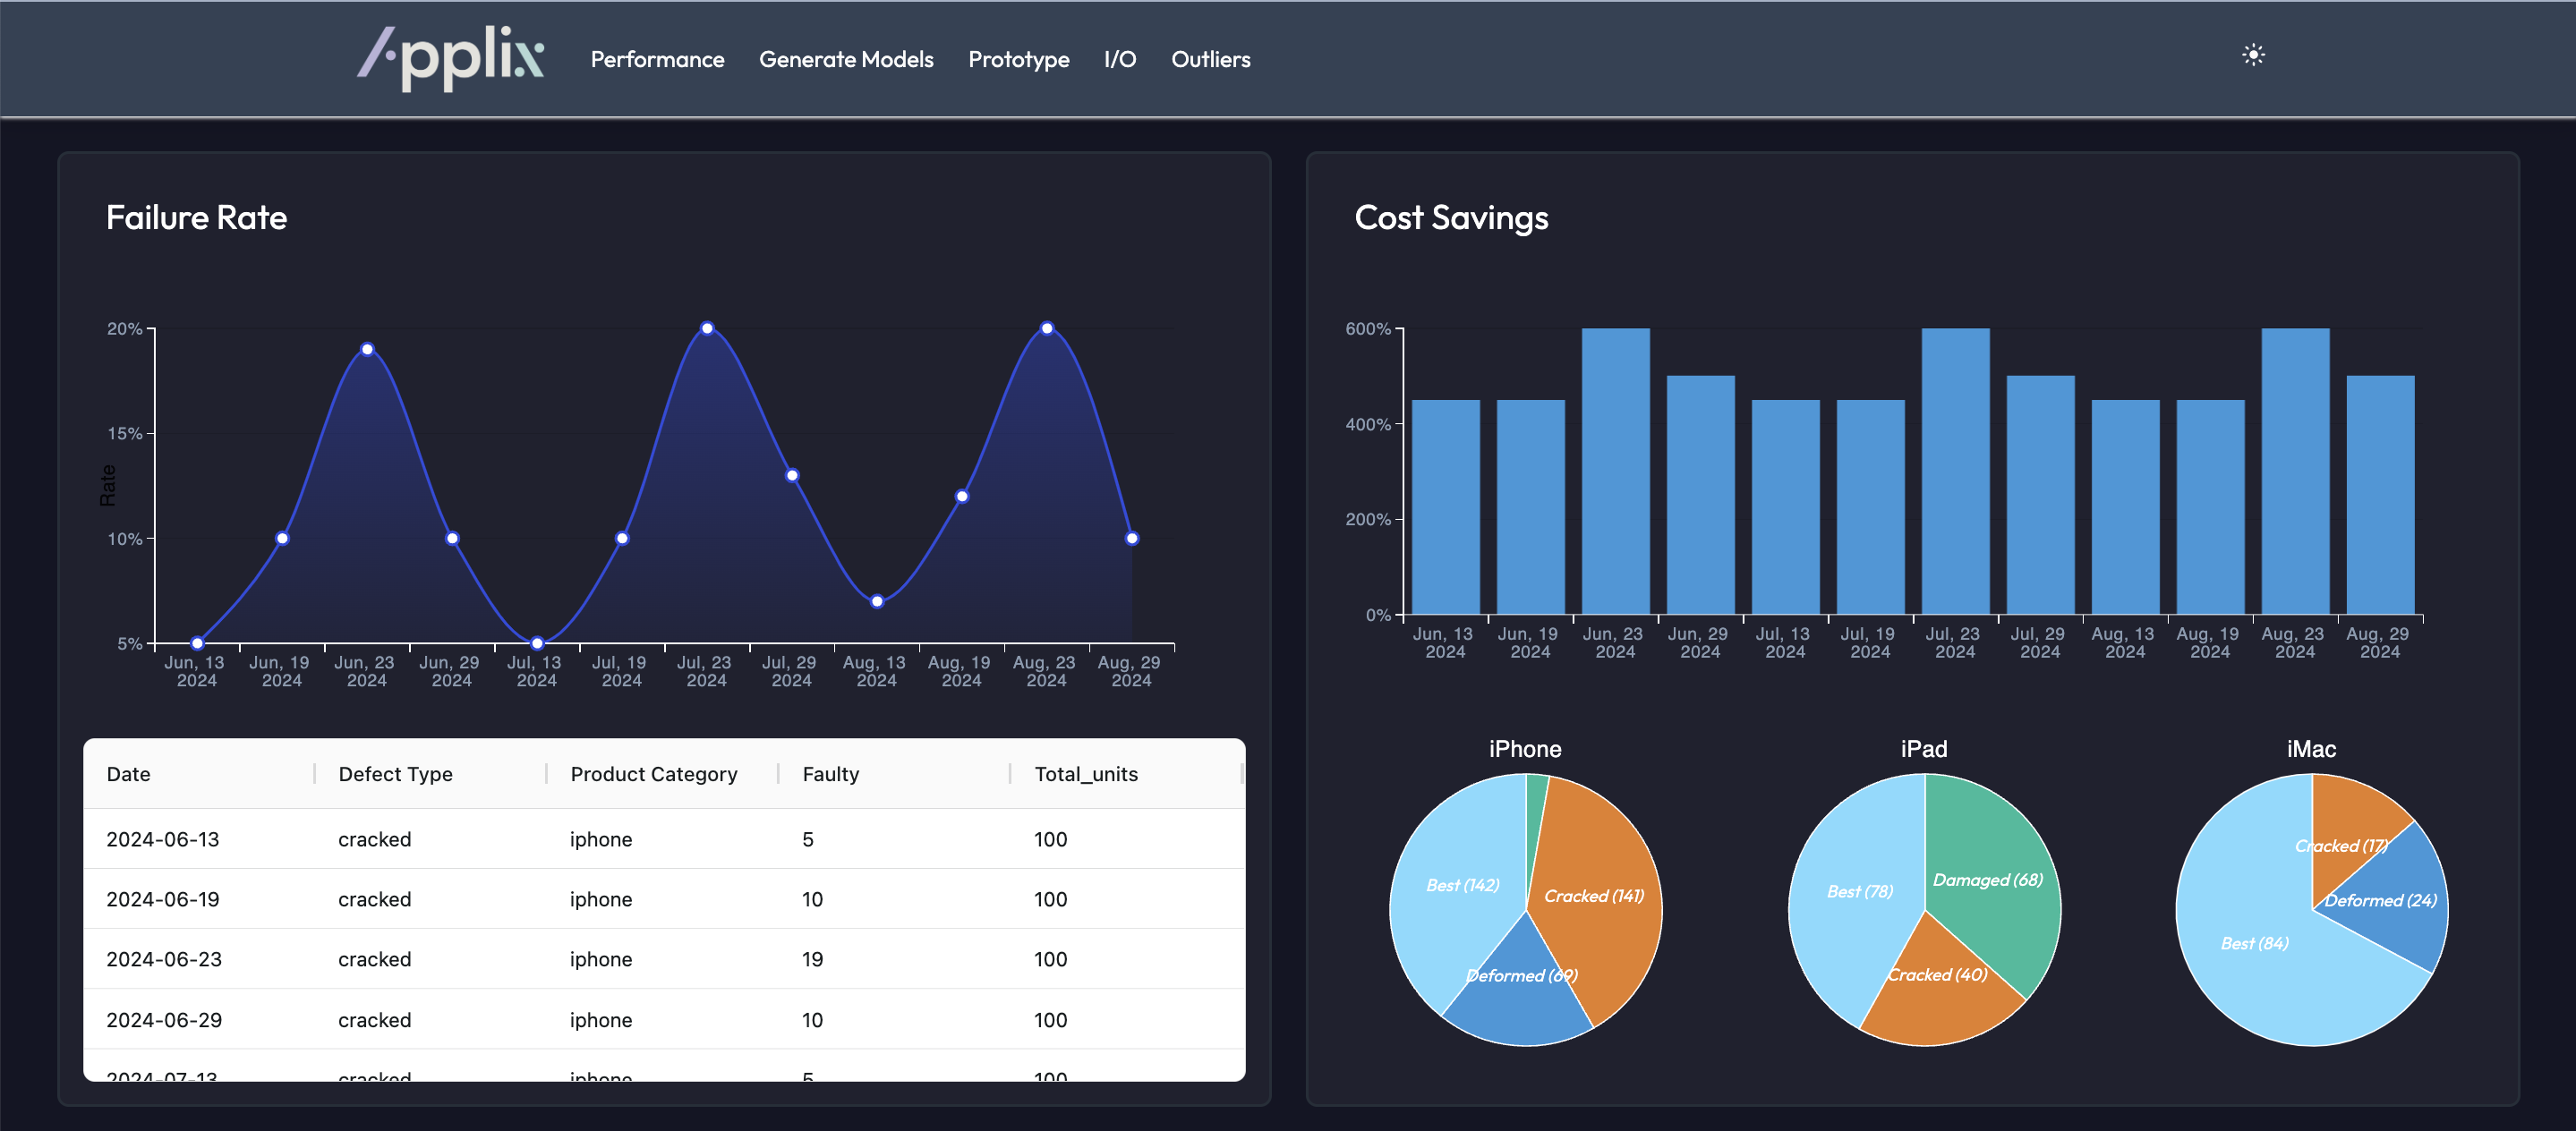 Applix
Performance
Generate Models
Prototype
I/O
Outliers
Failure Rate
20%
15%
10%
5%
Rate
Jun, 13
2024
Jun, 19
2024
Jun, 23
2024
Jun, 29
2024
Jul, 13
2024
Jul, 19
2024
Jul, 23
2024
Jul, 29
2024
Aug, 13
2024
Aug, 19
2024
Aug, 23
2024
Aug, 29
2024
Date Defect Type Product Category Faulty Total_units
2024-06-13 cracked iphone 5 100
2024-06-19 cracked iphone 10 100
2024-06-23 cracked iphone 19 100
2024-06-29 cracked iphone 10 100
2024-07-13 cracked iphone 5 100
Cost Savings
600%
400%
200%
0%
Jun, 13
2024
Jun, 19
2024
Jun, 23
2024
Jun, 29
2024
Jul, 13
2024
Jul, 19
2024
Jul, 23
2024
Jul, 29
2024
Aug, 13
2024
Aug, 19
2024
Aug, 23
2024
Aug, 29
2024
iPhone
Best (142)
Cracked (141)
Deformed (69)
iPad
Damaged (68)
Best (78)
Cracked (40)
iMac
Cracked (17)
Deformed (24)
Best (84)